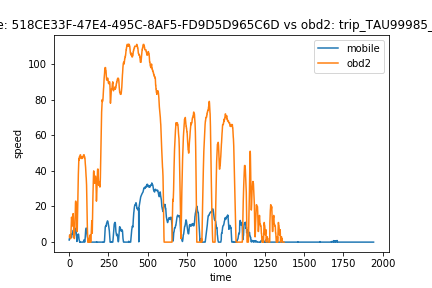 e: 518CE33F-47E4-495C-8AF5-FD9D5D965C6D vs obd2: trip_TAU99985_
mobile
obd2
speed
100
80
60
40
20
0
0 250 500 750 1000 1250 1500 1750 2000
time